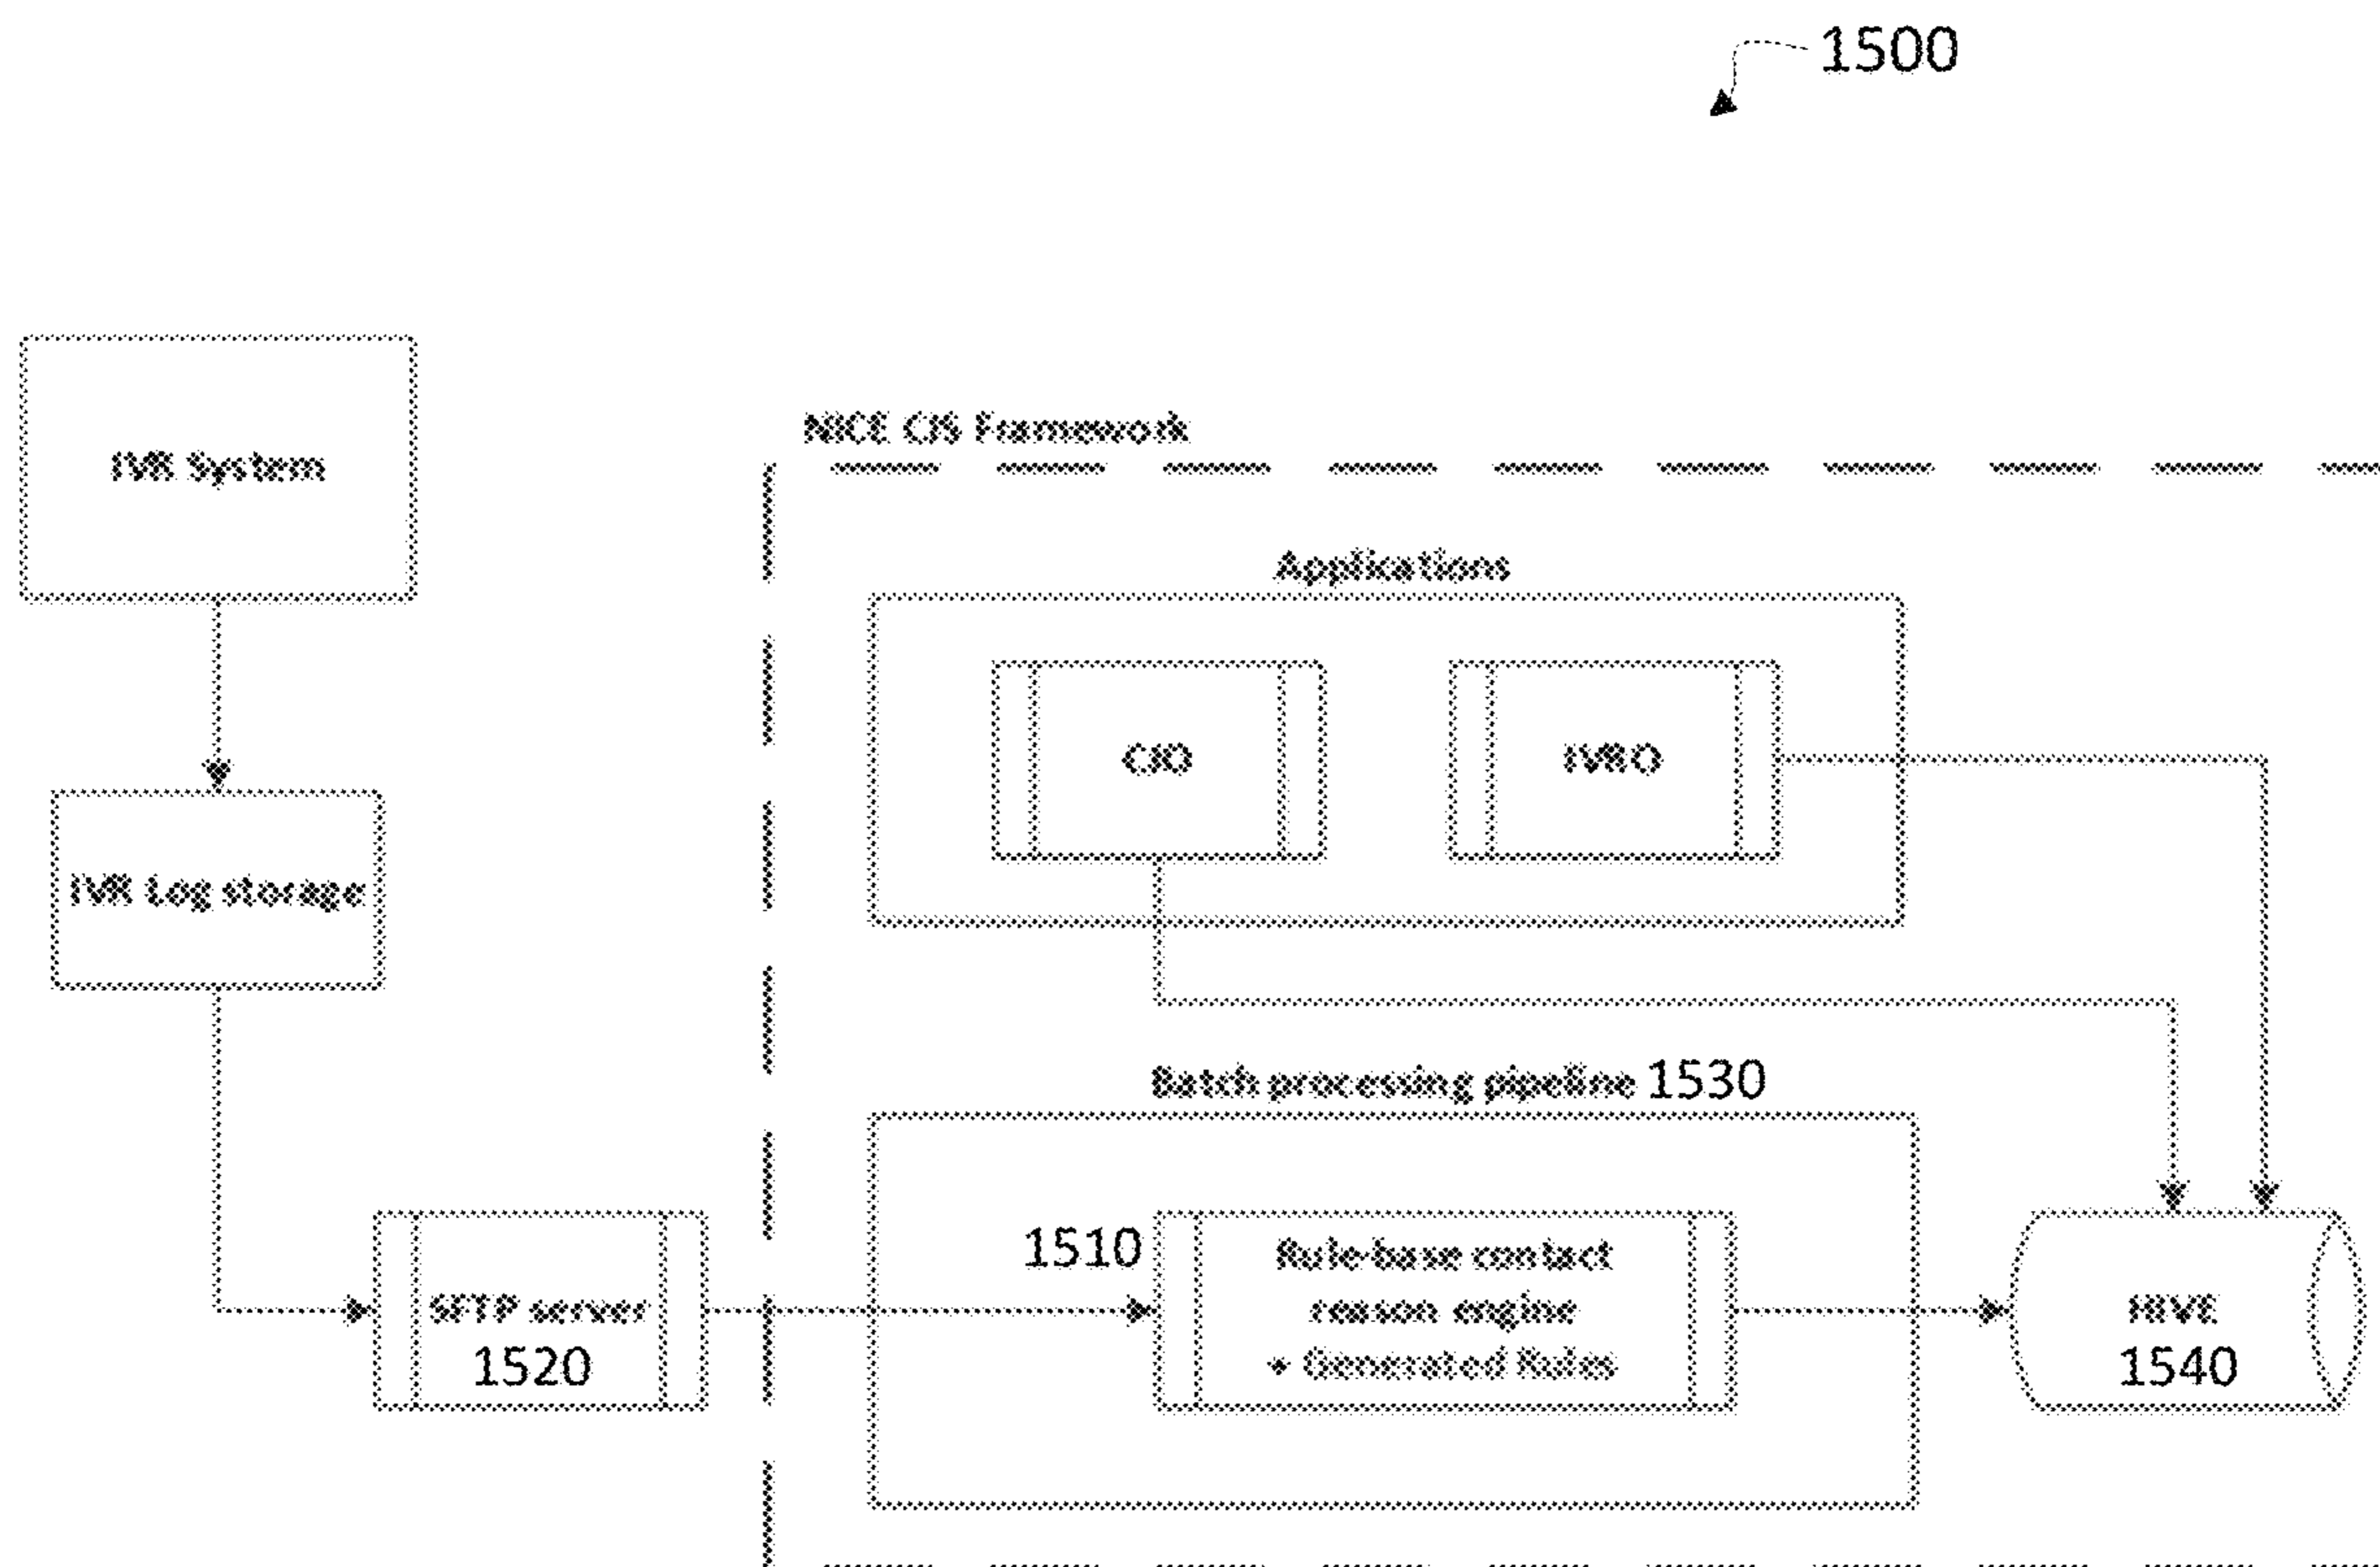 1500
IVR System
NICE CJS Framework
Applications
CJO
IVRO
IVR Log storage
Batch processing pipeline 1530
1510
Rule-base contact
reason engine
+ Generated Rules
SFTP server
1520
HIVE
1540